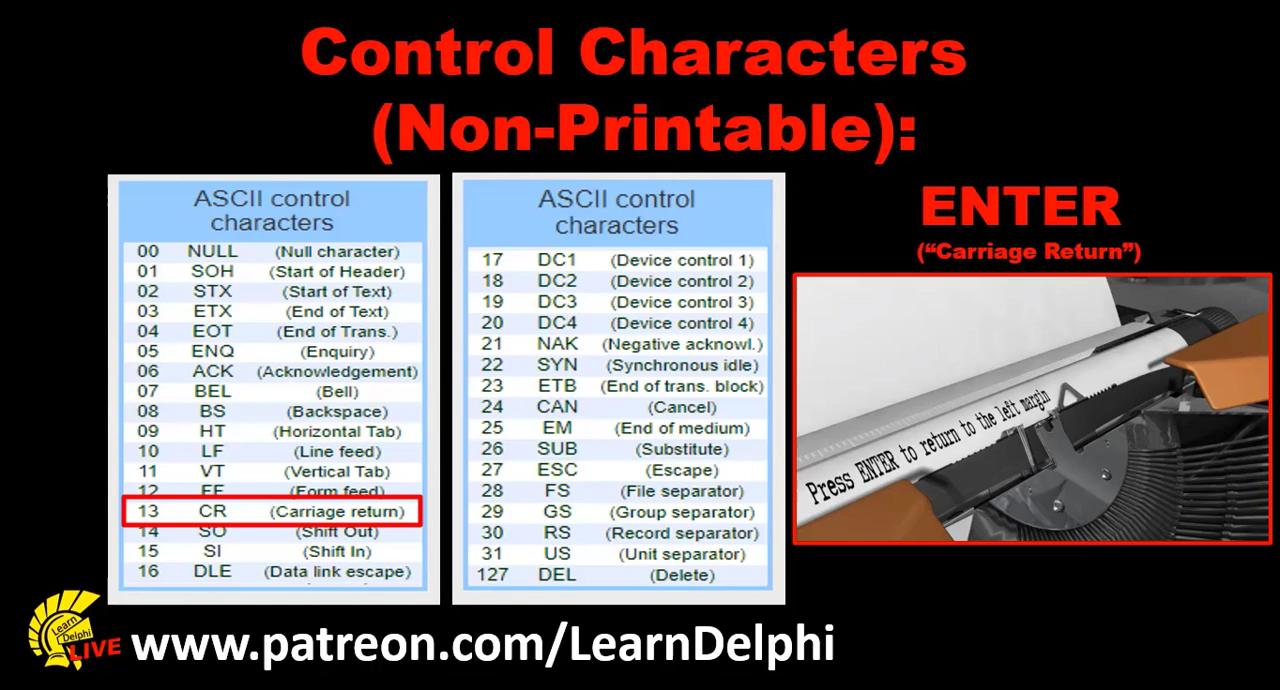 Control Characters
(Non-Printable):
ASCII control
characters
00 NULL (Null character)
01 SOH (Start of Header)
02 STX (Start of Text)
03 ETX (End of Text)
04 EOT (End of Trans.)
05 ENQ (Enquiry)
06 ACK (Acknowledgement)
07 BEL (Bell)
08 BS (Backspace)
09 HT (Horizontal Tab)
10 LF (Line feed)
11 VT (Vertical Tab)
12 FF (Form feed)
13 CR (Carriage return)
14 SO (Shift Out)
15 SI (Shift In)
16 DLE (Data link escape)
ASCII control
characters
17 DC1 (Device control 1)
18 DC2 (Device control 2)
19 DC3 (Device control 3)
20 DC4 (Device control 4)
21 NAK (Negative acknowl.)
22 SYN (Synchronous idle)
23 ETB (End of trans. block)
24 CAN (Cancel)
25 EM (End of medium)
26 SUB (Substitute)
27 ESC (Escape)
28 FS (File separator)
29 GS (Group separator)
30 RS (Record separator)
31 US (Unit separator)
127 DEL (Delete)
ENTER
(“Carriage Return”)
Press ENTER to return to the left margin
Learn
Delphi
LIVE
www.patreon.com/LearnDelphi